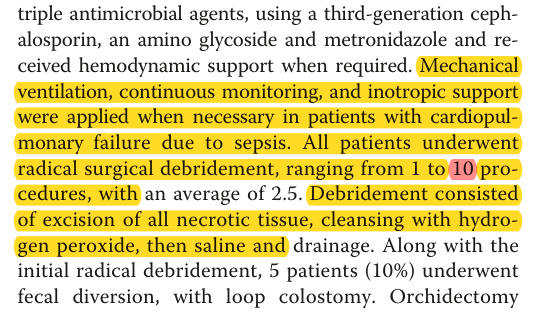 triple antimicrobial agents, using a third-generation ceph-
alosporin, an amino glycoside and metronidazole and re-
ceived hemodynamic support when required. Mechanical
ventilation, continuous monitoring, and inotropic support
were applied when necessary in patients with cardiopul-
monary failure due to sepsis. All patients underwent
radical surgical debridement, ranging from 1 to 10 pro-
cedures, with an average of 2.5. Debridement consisted
of excision of all necrotic tissue, cleansing with hydro-
gen peroxide, then saline and drainage. Along with the
initial radical debridement, 5 patients (10%) underwent
fecal diversion, with loop colostomy. Orchidectomy